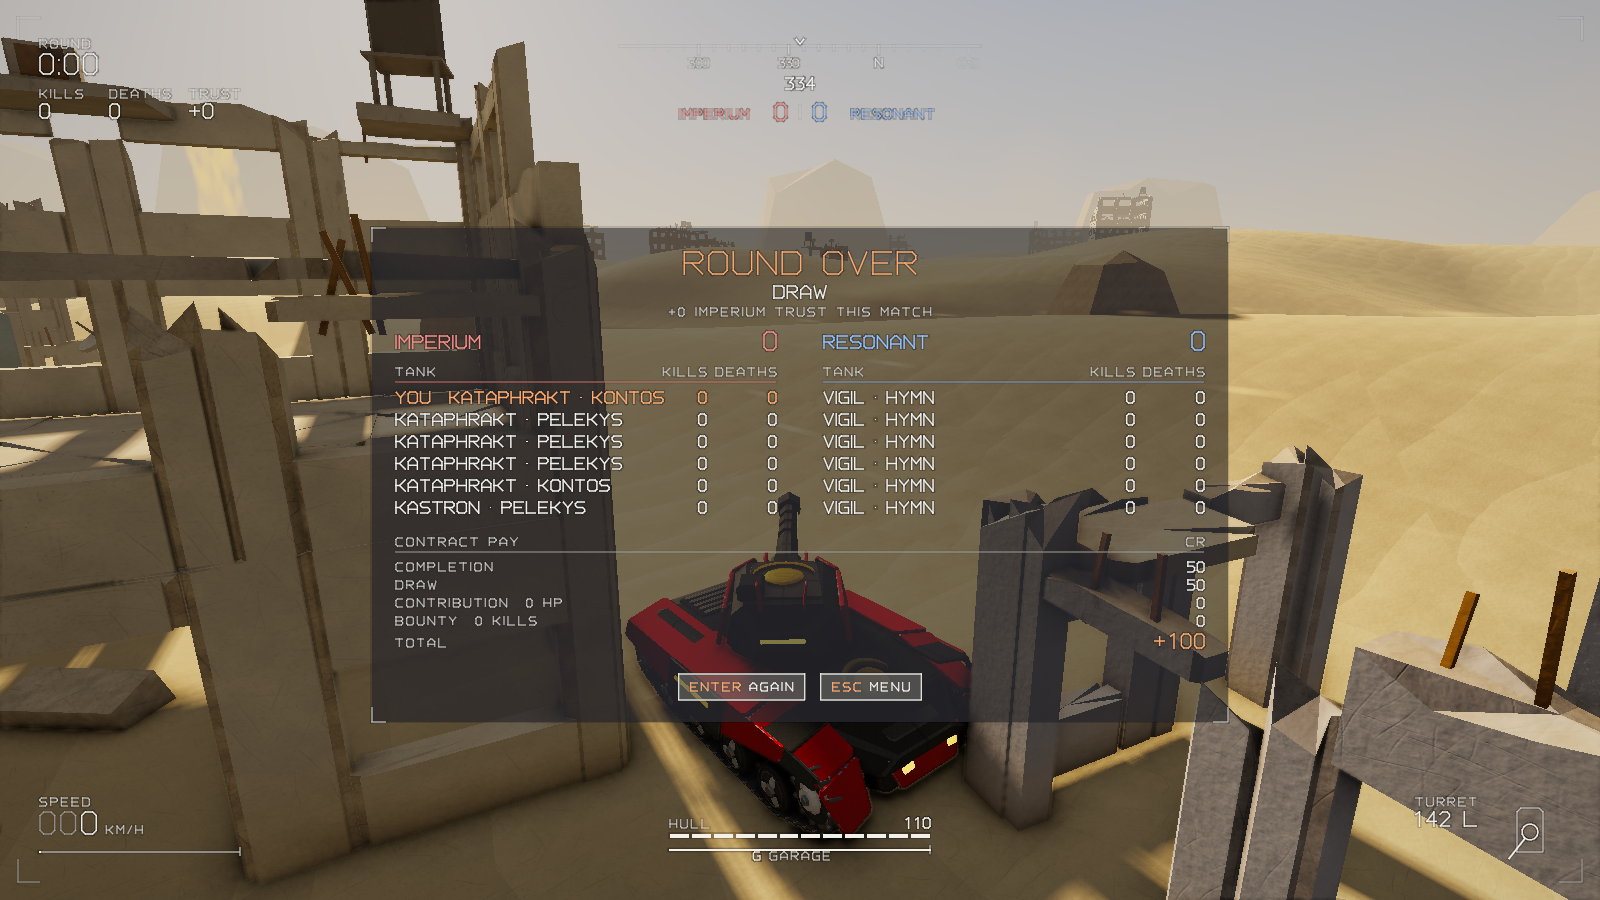 ROUND
0:00
KILLS DEATHS TRUST
0 0 +0
300 330 N
334
IMPERIUM 0 0 RESONANT
ROUND OVER
DRAW
+0 IMPERIUM TRUST THIS MATCH
IMPERIUM 0 RESONANT 0
TANK KILLS DEATHS TANK KILLS DEATHS
YOU KATAPHRAKT · KONTOS 0 0 VIGIL · HYMN 0 0
KATAPHRAKT · PELEKYS 0 0 VIGIL · HYMN 0 0
KATAPHRAKT · PELEKYS 0 0 VIGIL · HYMN 0 0
KATAPHRAKT · PELEKYS 0 0 VIGIL · HYMN 0 0
KATAPHRAKT · KONTOS 0 0 VIGIL · HYMN 0 0
KASTRON · PELEKYS 0 0 VIGIL · HYMN 0 0
CONTRACT PAY CR
COMPLETION 50
DRAW 50
CONTRIBUTION 0 HP 0
BOUNTY 0 KILLS 0
TOTAL +100
ENTER AGAIN ESC MENU
SPEED
000 KM/H
HULL 110
G GARAGE
TURRET
142 L